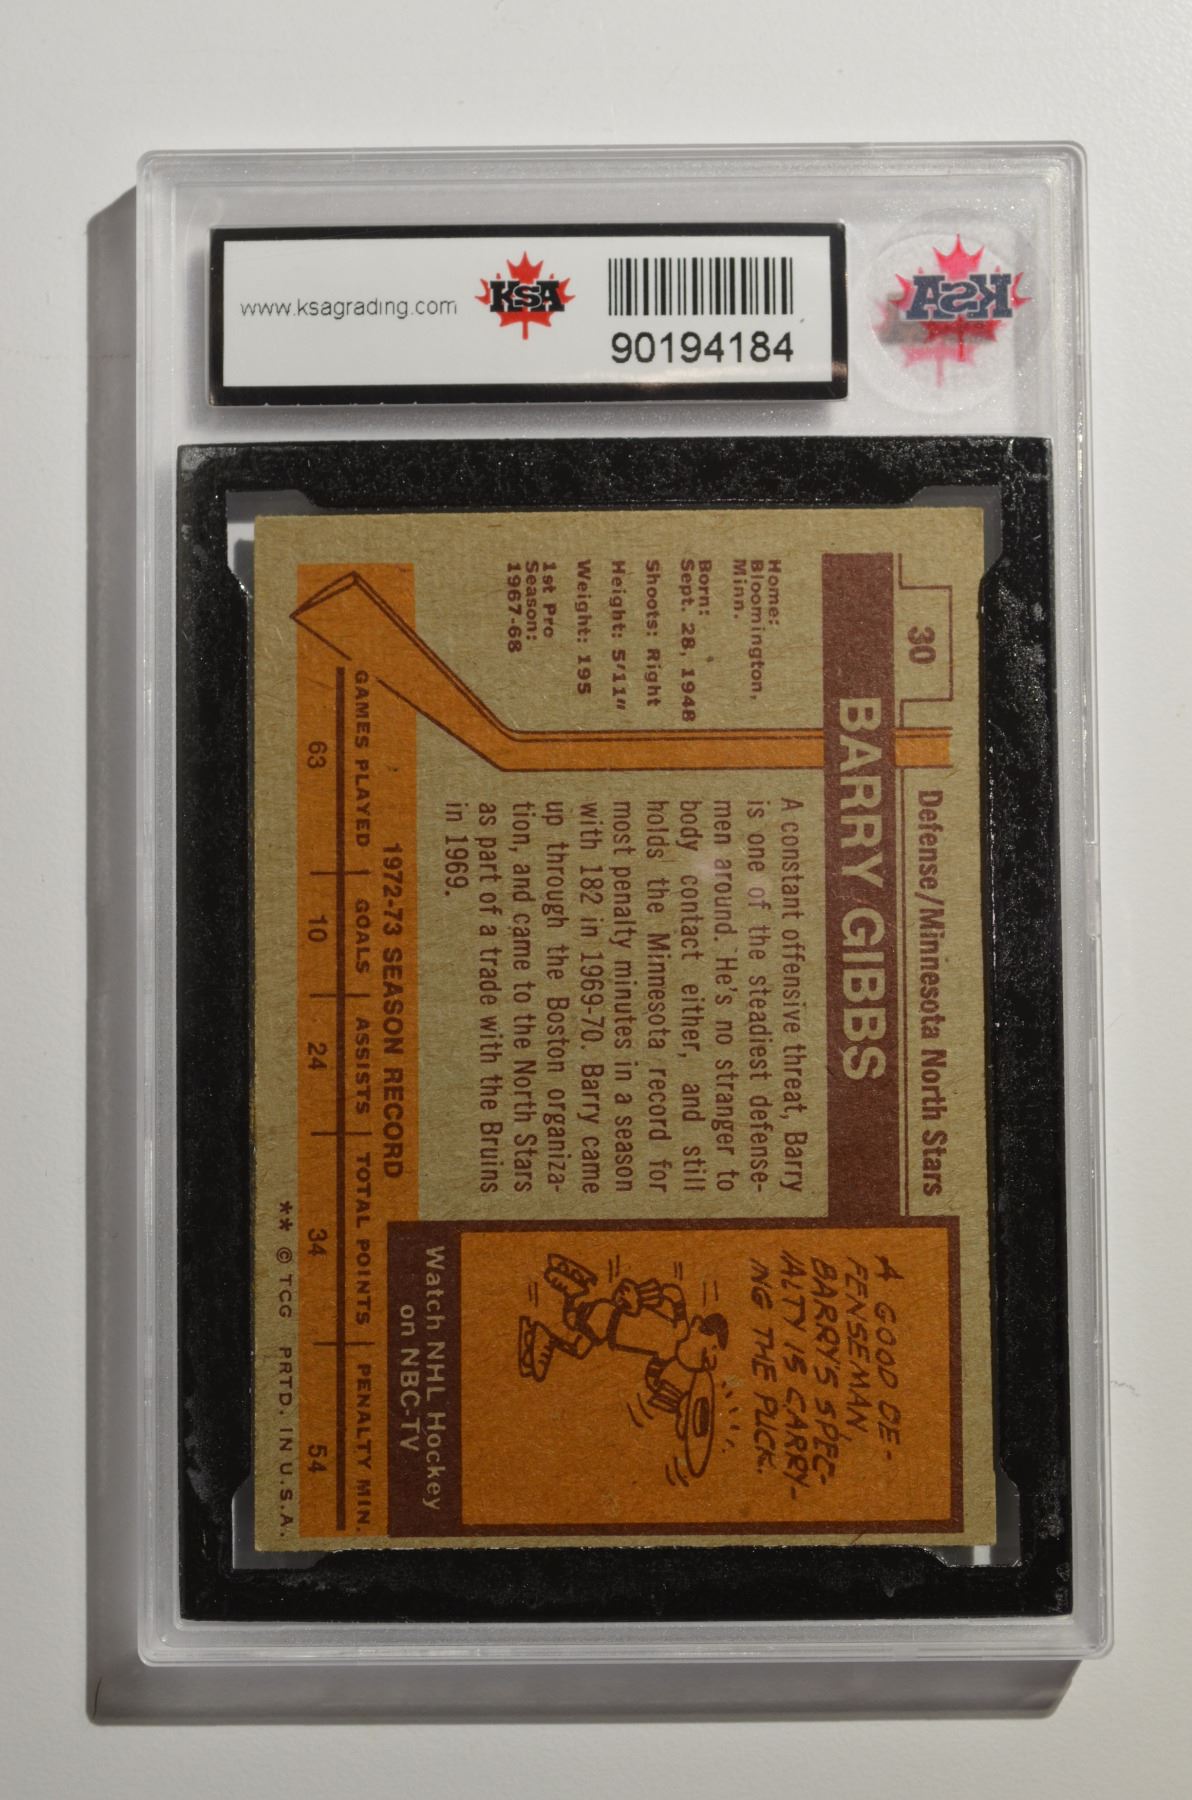 www.ksagrading.com
KSA
90194184
KSA
30
Defense/Minnesota North Stars
BARRY GIBBS
Home:
Bloomington,
Minn.
Born:
Sept. 28, 1948
Shoots: Right
Height: 5'11"
Weight: 195
1st Pro
Season:
1967-68
A constant offensive threat, Barry
is one of the steadiest defense-
men around. He's no stranger to
body contact either, and still
holds the Minnesota record for
most penalty minutes in a season
with 182 in 1969-70. Barry came
up through the Boston organiza-
tion, and came to the North Stars
as part of a trade with the Bruins
in 1969.
A GOOD DE-
FENSEMAN,
BARRY'S SPEC-
IALTY IS CARRY-
ING THE PUCK.
Watch NHL Hockey
on NBC-TV
1972-73 SEASON RECORD
GAMES PLAYED | GOALS | ASSISTS | TOTAL POINTS | PENALTY MIN.
63 10 24 34 54
** © TCG PRTD. IN U.S.A.